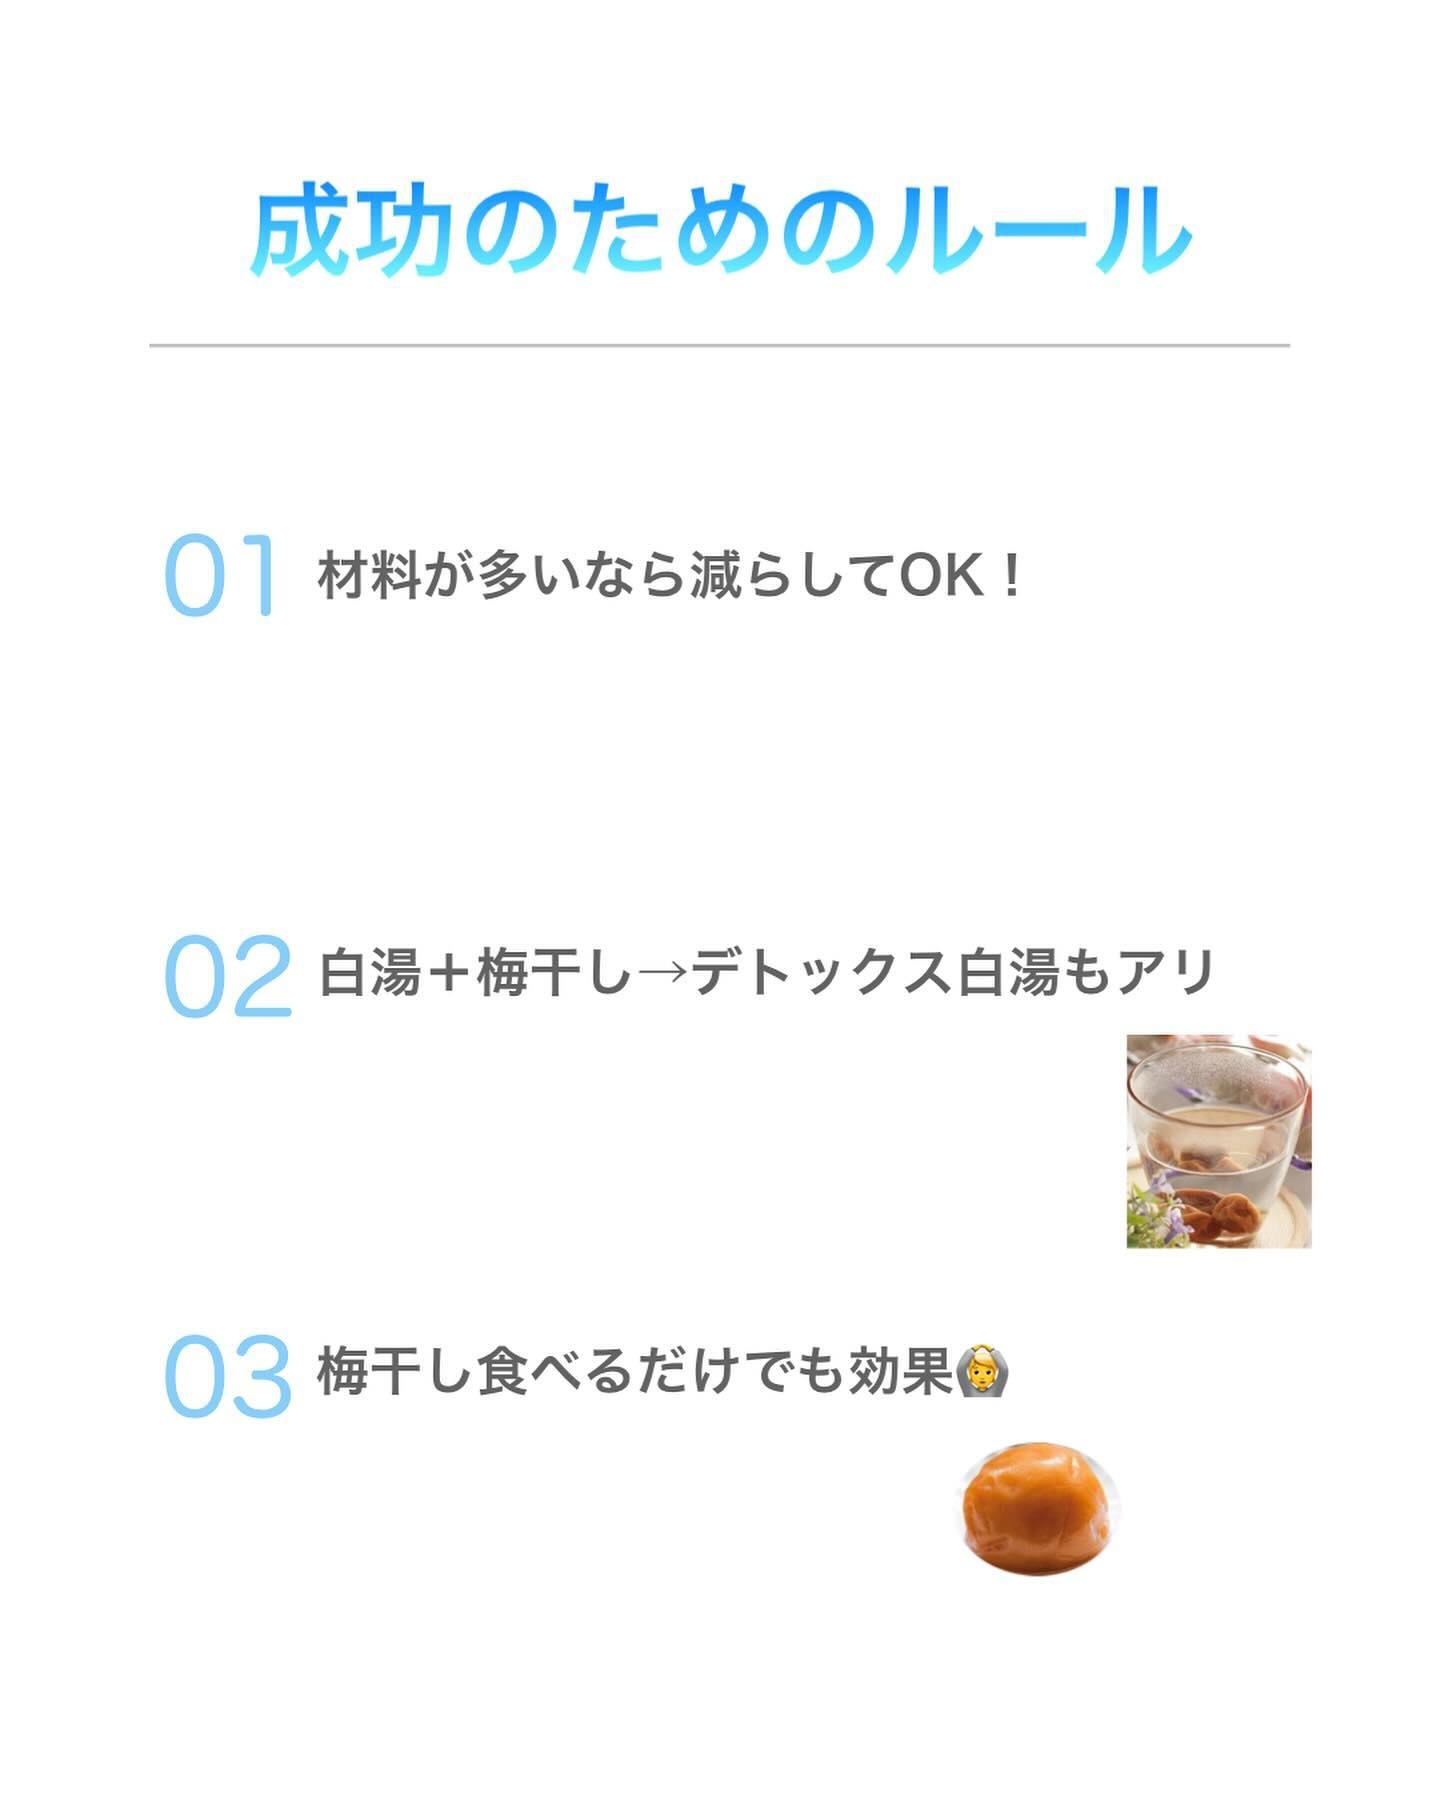 成功のためのルール
01 材料が多いなら減らしてOK！
02 白湯＋梅干し→デトックス白湯もアリ
03 梅干し食べるだけでも効果🙆